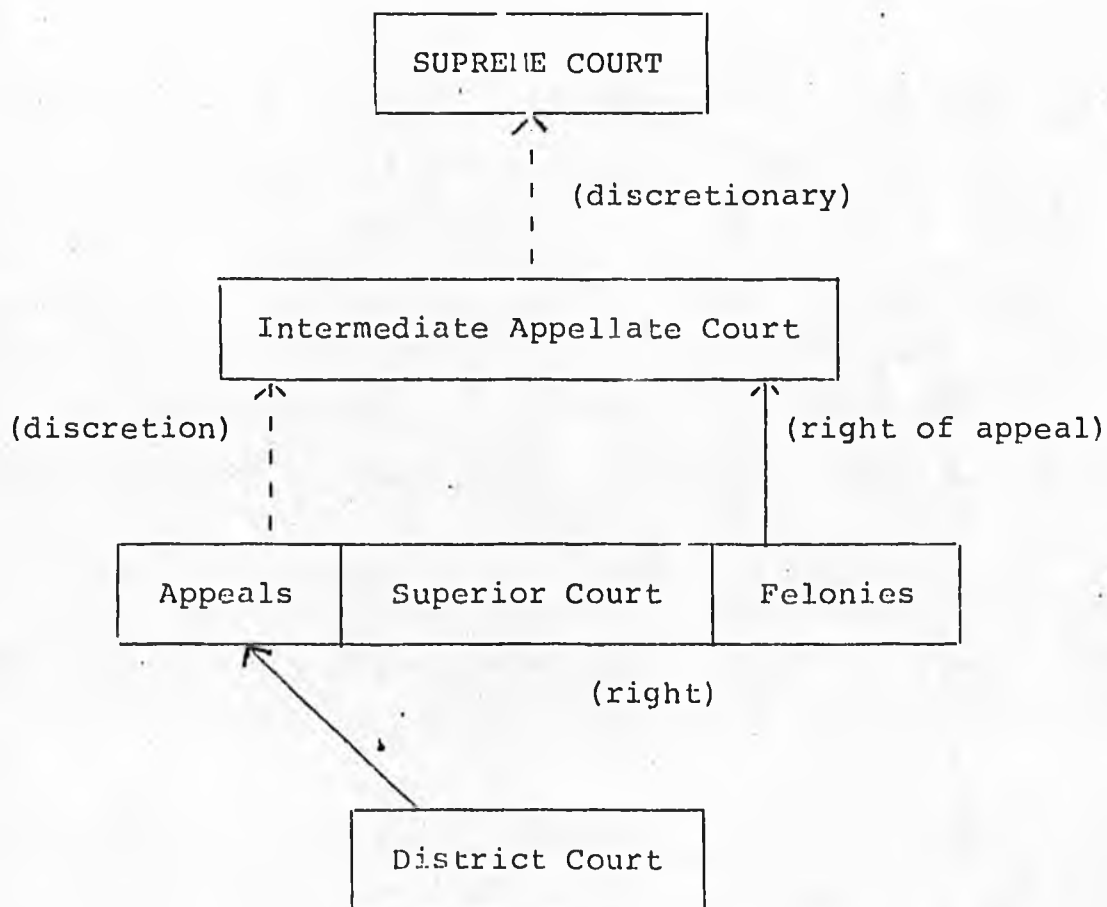 SUPREME COURT
(discretionary)
Intermediate Appellate Court
(discretion) (right of appeal)
Appeals Superior Court Felonies
(right)
District Court